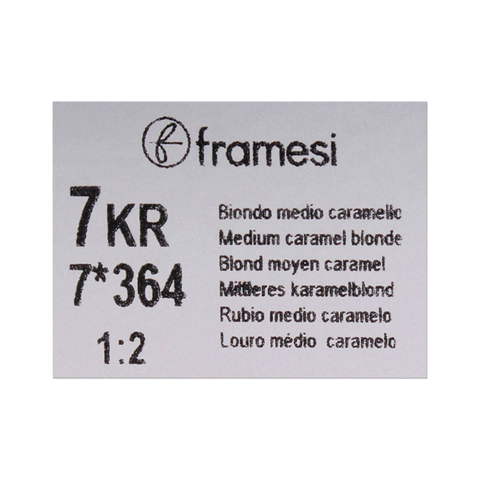 framesi
7KR
7*364
1:2
Biondo medio caramello
Medium caramel blonde
Blond moyen caramel
Mittleres karamelblond
Rubio medio caramelo
Louro médio caramelo